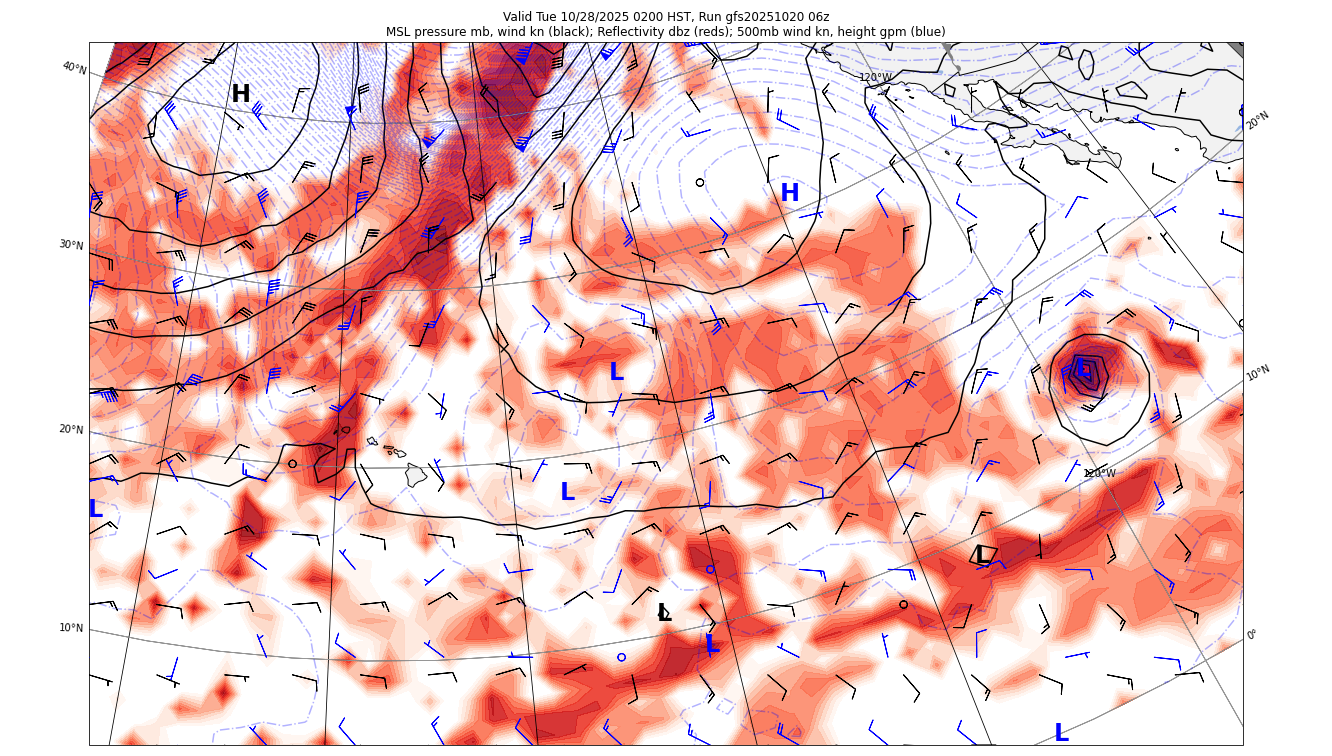 Valid Tue 10/28/2025 0200 HST, Run gfs20251020 06z
MSL pressure mb, wind kn (black); Reflectivity dbz (reds); 500mb wind kn, height gpm (blue)
40°N
120°W
H
20°N
H
30°N
L
L
10°N
20°N
120°W
L
L
L
L
10°N
L
0°
L